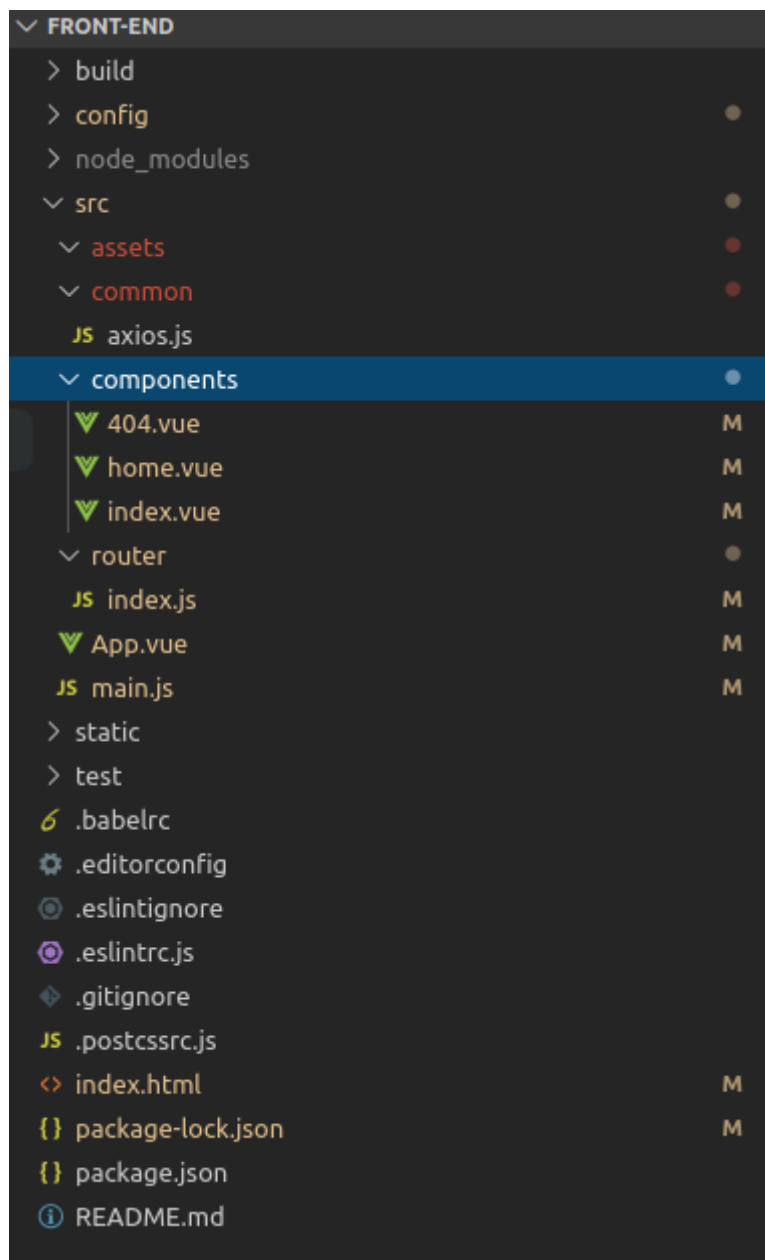 FRONT-END
build
config
node_modules
src
assets
common
JS axios.js
components
404.vue M
home.vue M
index.vue M
router
JS index.js M
App.vue M
JS main.js M
static
test
6 .babelrc
.editorconfig
.eslintignore
.eslintrc.js
.gitignore
JS .postcssrc.js
<> index.html M
{} package-lock.json M
{} package.json
README.md